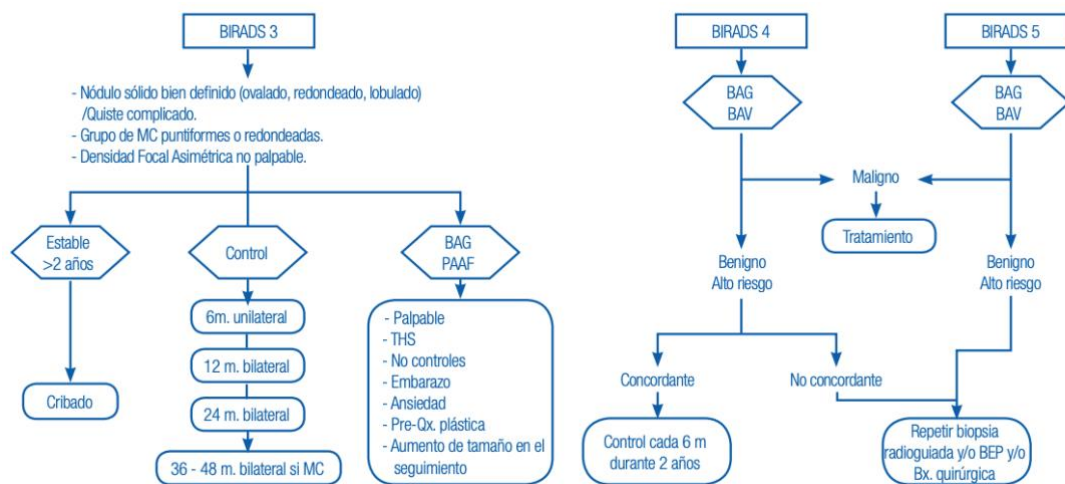 BIRADS 3
- Nódulo sólido bien definido (ovalado, redondeado, lobulado)
/Quiste complicado.
- Grupo de MC puntiformes o redondeadas.
- Densidad Focal Asimétrica no palpable.
Estable
>2 años
Cribado
Control
6m. unilateral
12 m. bilateral
24 m. bilateral
36 - 48 m. bilateral si MC
BAG
PAAF
- Palpable
- THS
- No controles
- Embarazo
- Ansiedad
- Pre-Qx. plástica
- Aumento de tamaño en el
seguimiento
BIRADS 4
BAG
BAV
BIRADS 5
BAG
BAV
Maligno
Tratamiento
Benigno
Alto riesgo
Benigno
Alto riesgo
Concordante
No concordante
Control cada 6 m
durante 2 años
Repetir biopsia
radioguiada y/o BEP y/o
Bx. quirúrgica